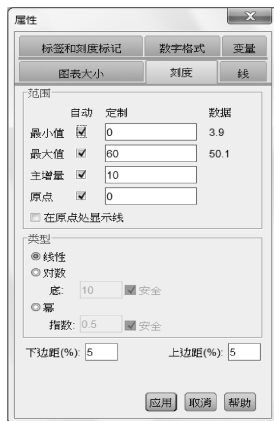 属性
标签和刻度标记 数字格式 变量
图表大小 刻度 线
范围
自动 定制 数据
最小值 0 3.9
最大值 60 50.1
主增量 10
原点 0
在原点处显示线
类型
线性
对数
底: 10 安全
幂
指数: 0.5 安全
下边距(%): 5 上边距(%): 5
应用 取消 帮助